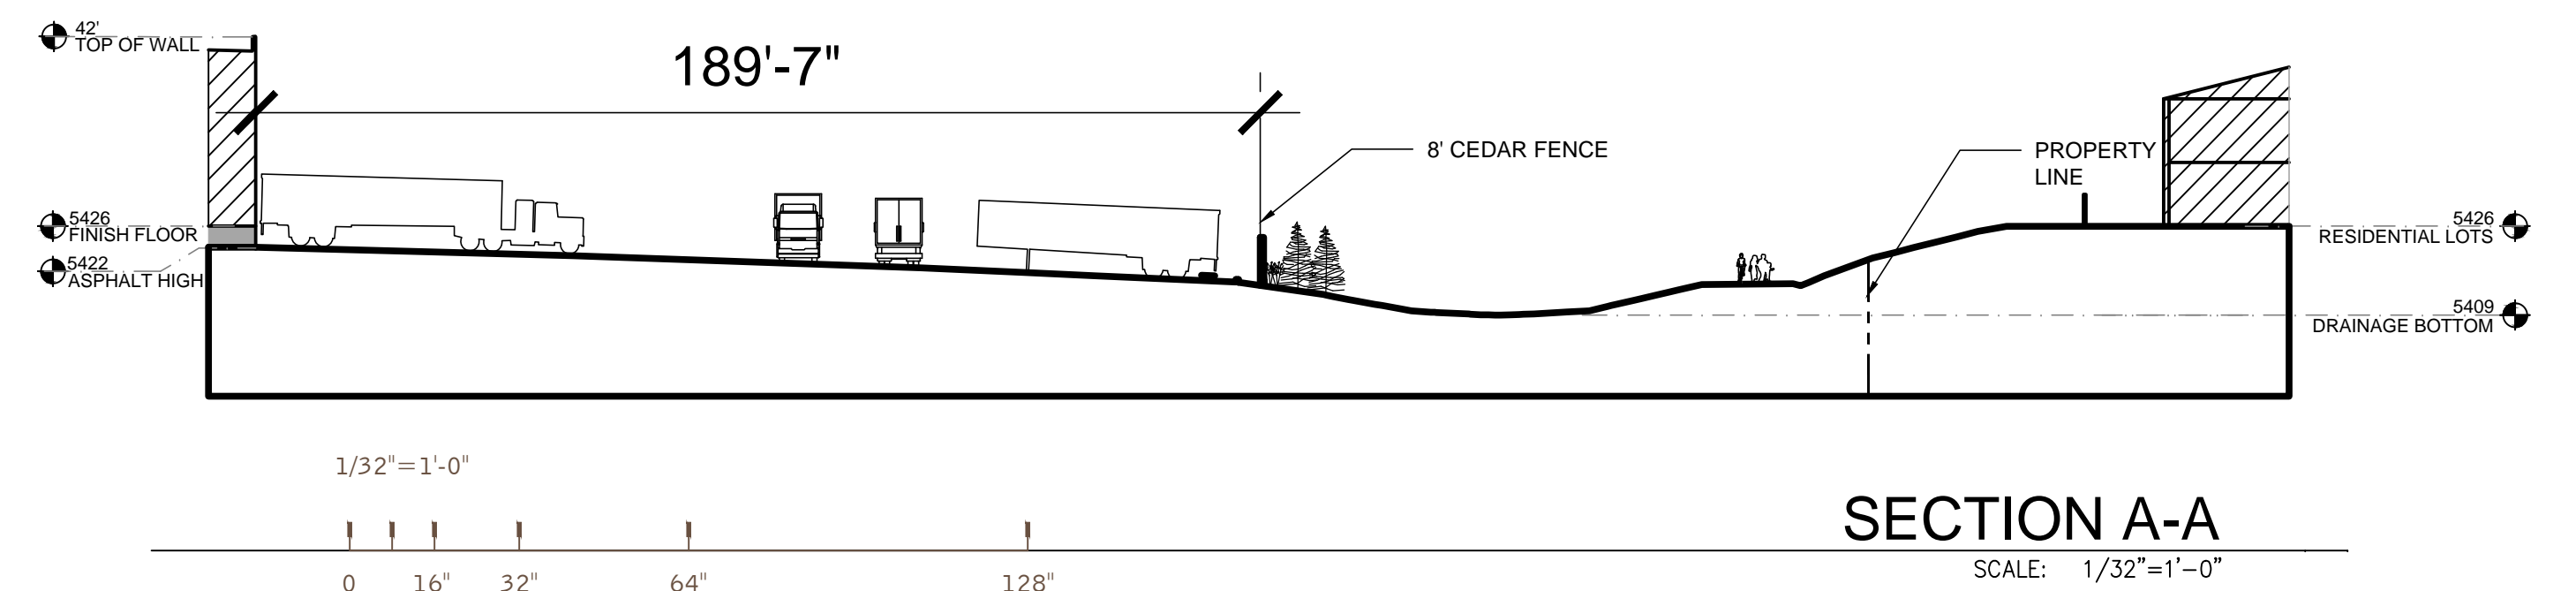 42'
TOP OF WALL
189'-7"
8' CEDAR FENCE
PROPERTY
LINE
5426
FINISH FLOOR
5422
ASPHALT HIGH
5426
RESIDENTIAL LOTS
5409
DRAINAGE BOTTOM
1/32"=1'-0"
0 16" 32" 64" 128"
SECTION A-A
SCALE: 1/32"=1'-0"